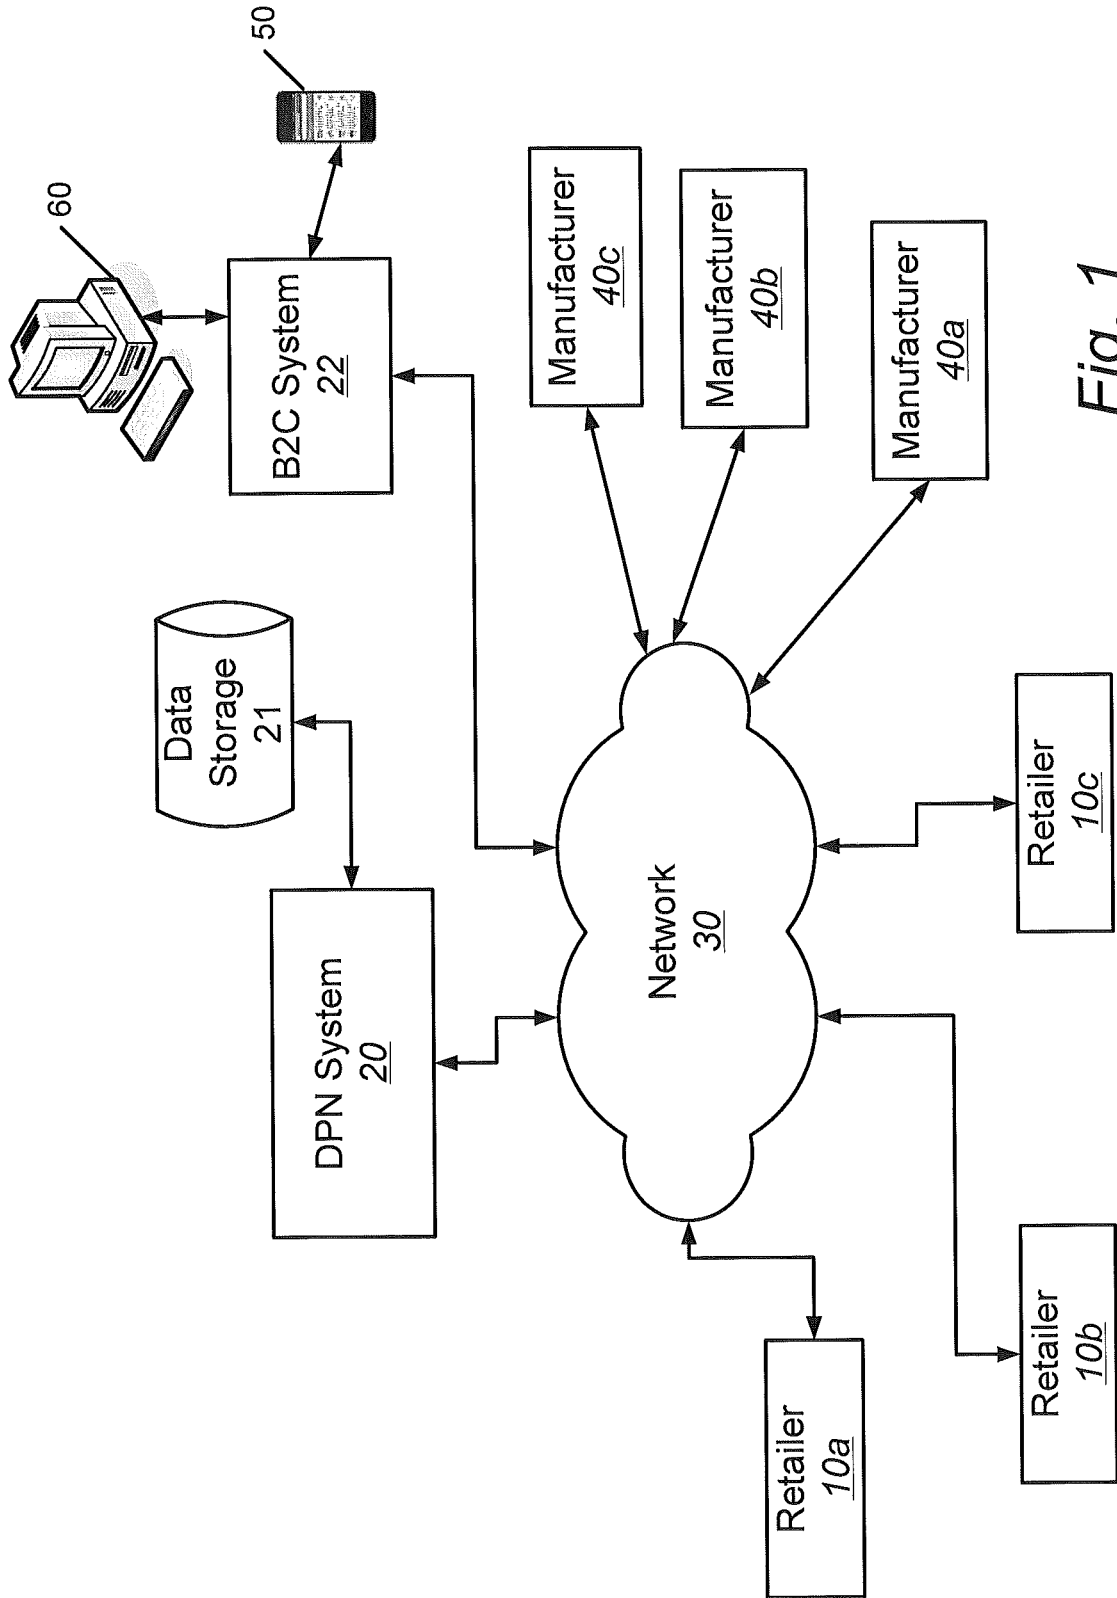 60
50
Data
Storage
21
DPN System
20
B2C System
22
Network
30
Manufacturer
40c
Manufacturer
40b
Manufacturer
40a
Retailer
10a
Retailer
10b
Retailer
10c
Fig. 1